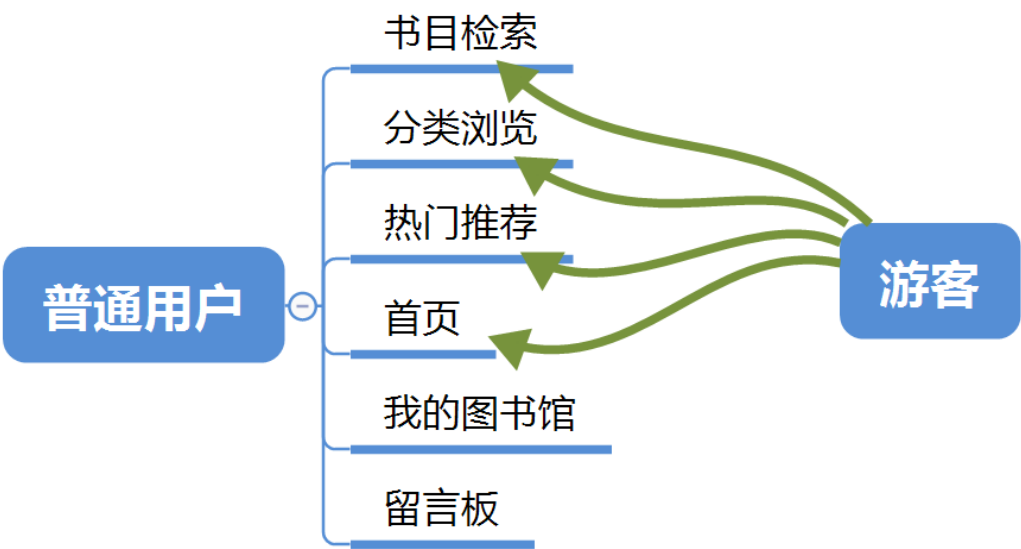 书目检索
分类浏览
热门推荐
普通用户
首页
游客
我的图书馆
留言板